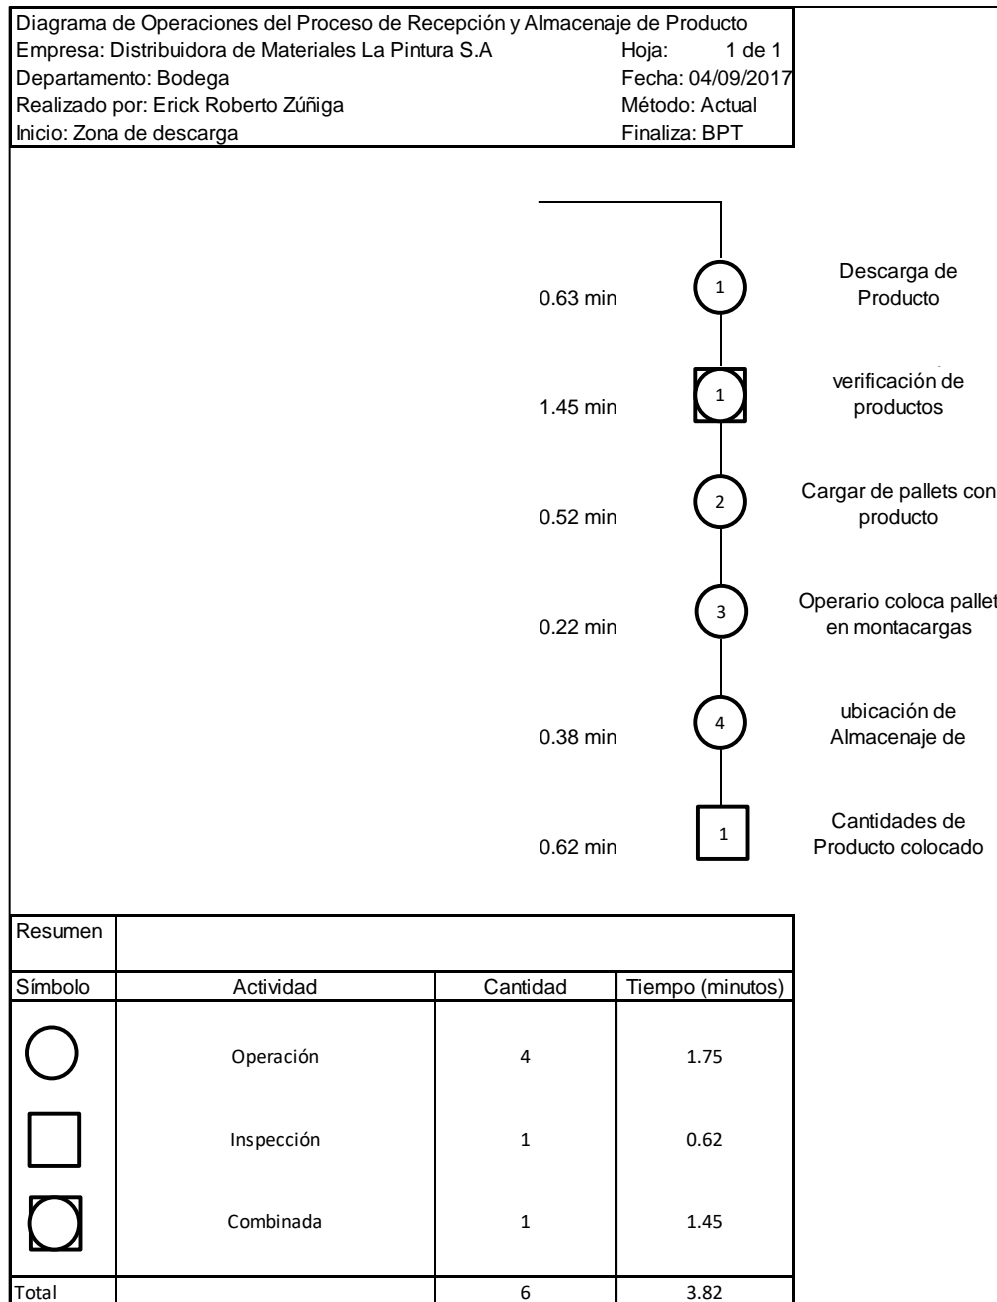 Diagrama de Operaciones del Proceso de Recepción y Almacenaje de Producto
Empresa: Distribuidora de Materiales La Pintura S.A Hoja: 1 de 1
Departamento: Bodega Fecha: 04/09/2017
Realizado por: Erick Roberto Zúñiga Método: Actual
Inicio: Zona de descarga Finaliza: BPT
0.63 min 1 Descarga de
Producto
1.45 min 1 verificación de
productos
0.52 min 2 Cargar de pallets con
producto
0.22 min 3 Operario coloca pallet
en montacargas
0.38 min 4 ubicación de
Almacenaje de
0.62 min 1 Cantidades de
Producto colocado
Resumen
Símbolo Actividad Cantidad Tiempo (minutos)
Operación 4 1.75
Inspección 1 0.62
Combinada 1 1.45
Total 6 3.82